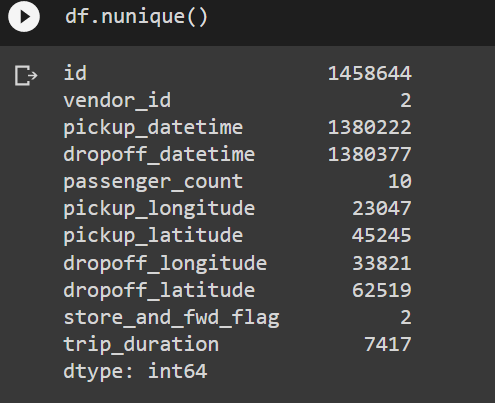 df.nunique()
id 1458644
vendor_id 2
pickup_datetime 1380222
dropoff_datetime 1380377
passenger_count 10
pickup_longitude 23047
pickup_latitude 45245
dropoff_longitude 33821
dropoff_latitude 62519
store_and_fwd_flag 2
trip_duration 7417
dtype: int64